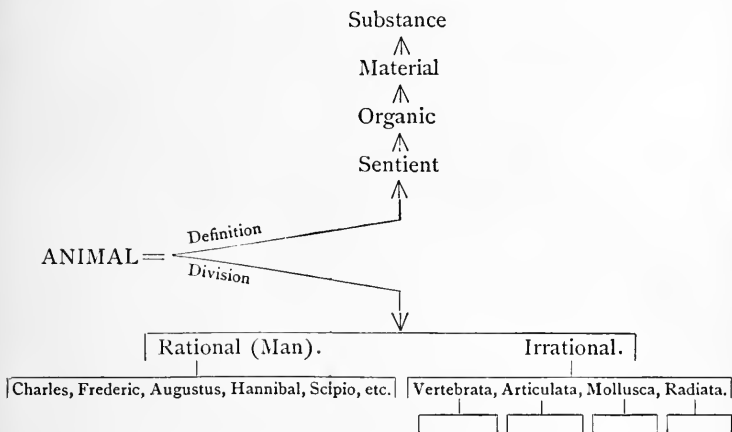 Substance
Material
Organic
Sentient
Definition
ANIMAL=
Division
Rational (Man). Irrational.
Charles, Frederic, Augustus, Hannibal, Scipio, etc. Vertebrata, Articulata, Mollusca, Radiata.